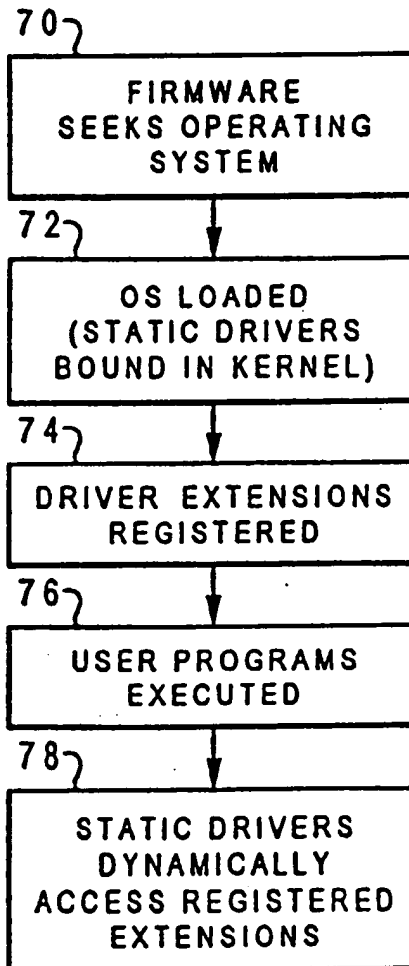 70
FIRMWARE
SEEKS OPERATING
SYSTEM
72
OS LOADED
(STATIC DRIVERS
BOUND IN KERNEL)
74
DRIVER EXTENSIONS
REGISTERED
76
USER PROGRAMS
EXECUTED
78
STATIC DRIVERS
DYNAMICALLY
ACCESS REGISTERED
EXTENSIONS